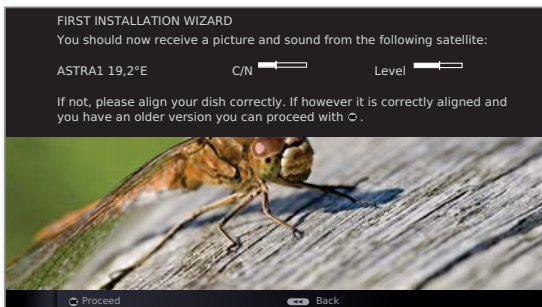 FIRST INSTALLATION WIZARD
You should now receive a picture and sound from the following satellite:
ASTRA1 19,2°E C/N Level
If not, please align your dish correctly. If however it is correctly aligned and
you have an older version you can proceed with OK .
OK Proceed Back